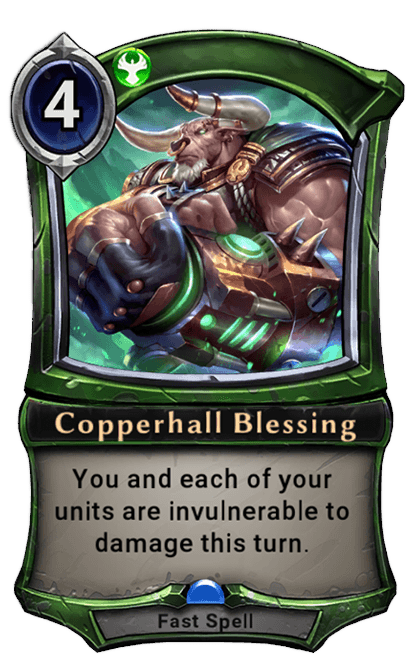 4
Copperhall Blessing
You and each of your
units are invulnerable to
damage this turn.
Fast Spell